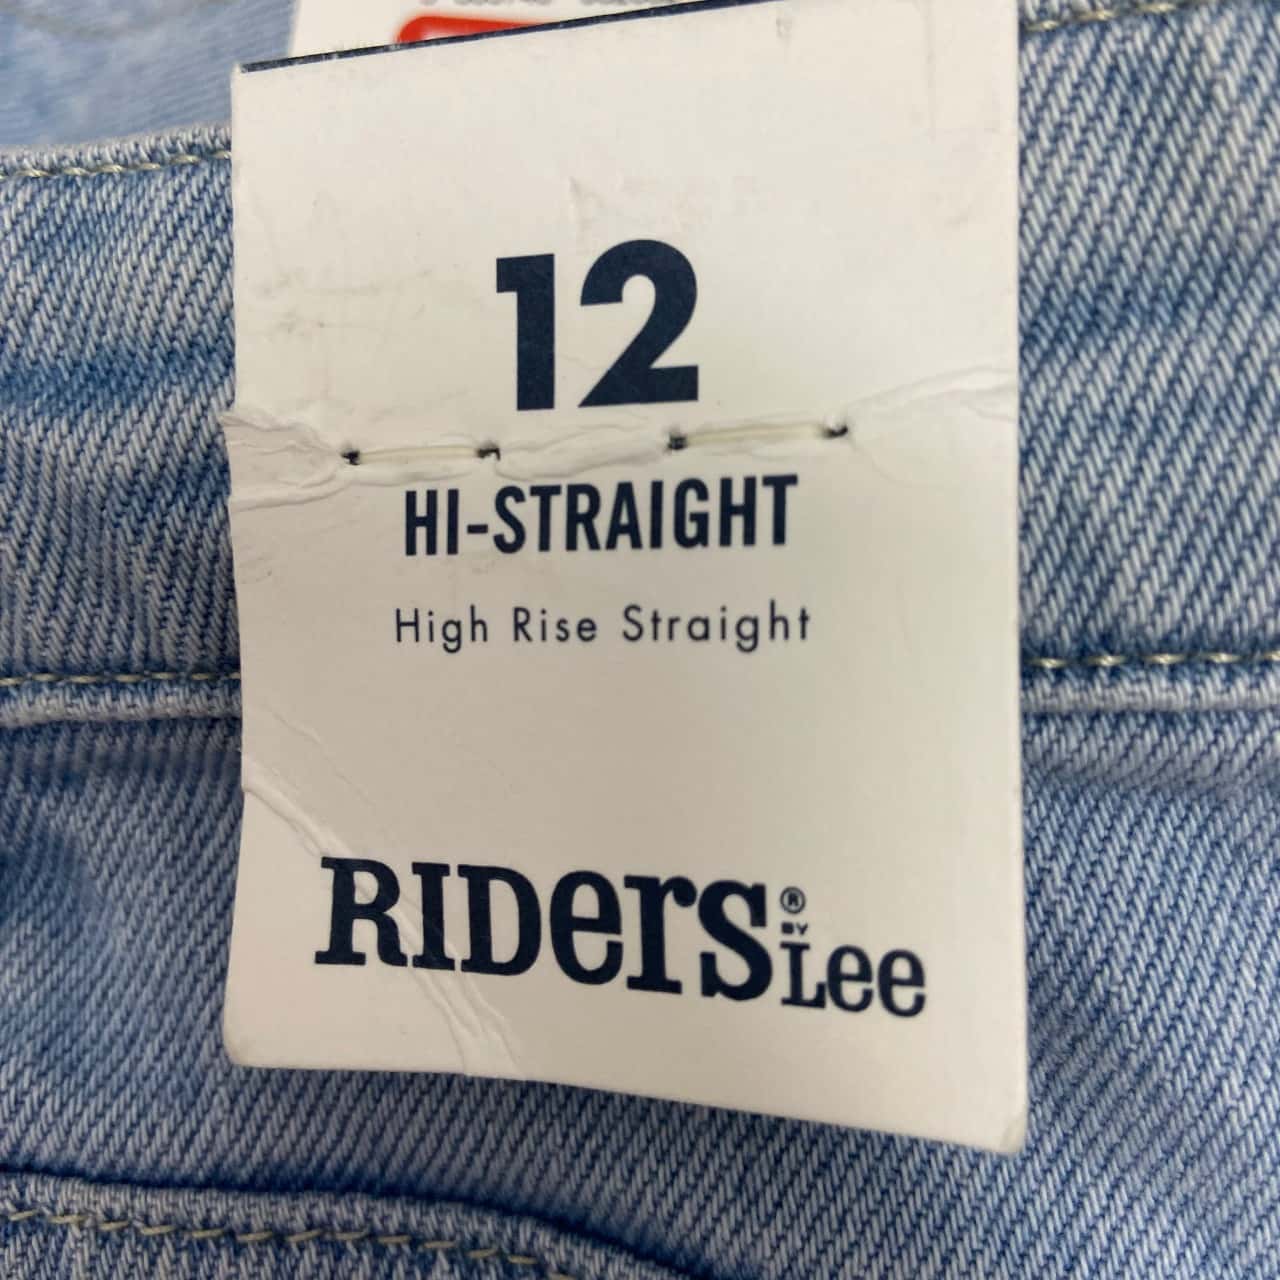 12
HI-STRAIGHT
High Rise Straight
RIDers® BY Lee